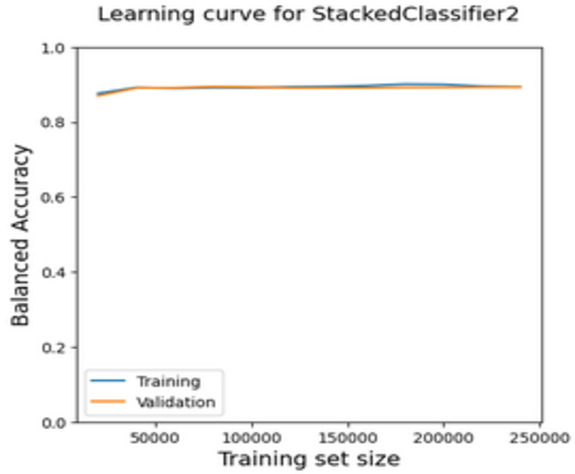 Learning curve for StackedClassifier2
1.0
0.8
0.6
0.4
0.2
0.0
Balanced Accuracy
Training
Validation
50000 100000 150000 200000 250000
Training set size